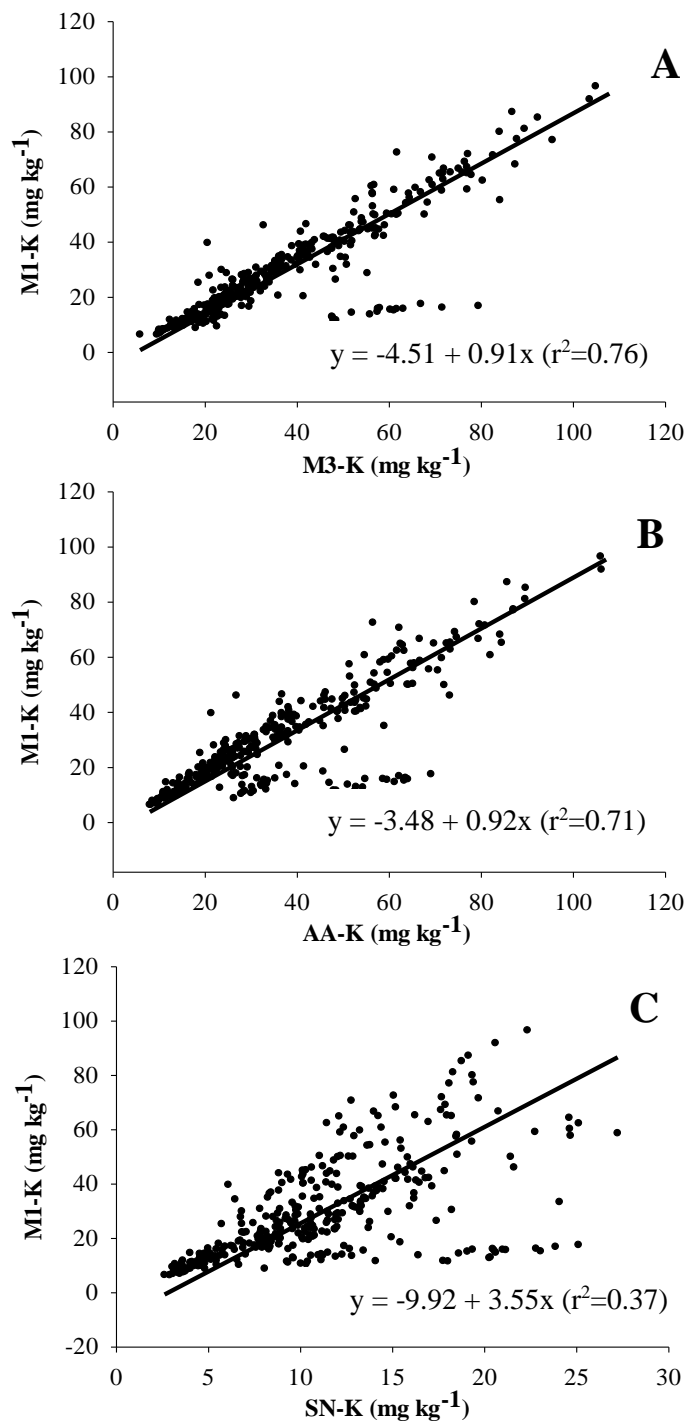 120
A
100
80
60
40
20
0
M1-K (mg kg-1)
y = -4.51 + 0.91x (r2=0.76)
0 20 40 60 80 100 120
M3-K (mg kg-1)
120
B
100
80
60
40
20
0
M1-K (mg kg-1)
y = -3.48 + 0.92x (r2=0.71)
0 20 40 60 80 100 120
AA-K (mg kg-1)
120
C
100
80
60
40
20
0
-20
M1-K (mg kg-1)
y = -9.92 + 3.55x (r2=0.37)
0 5 10 15 20 25 30
SN-K (mg kg-1)